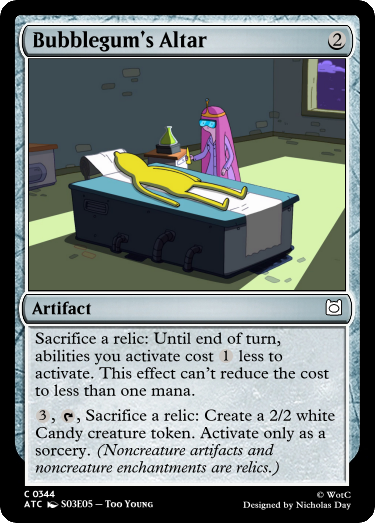 Bubblegum's Altar 2
Artifact
Sacrifice a relic: Until end of turn,
abilities you activate cost 1 less to
activate. This effect can't reduce the cost
to less than one mana.
3, , Sacrifice a relic: Create a 2/2 white
Candy creature token. Activate only as a
sorcery. (Noncreature artifacts and
noncreature enchantments are relics.)
C 0344
© WotC
ATC S03E05 – Too Young
Designed by Nicholas Day